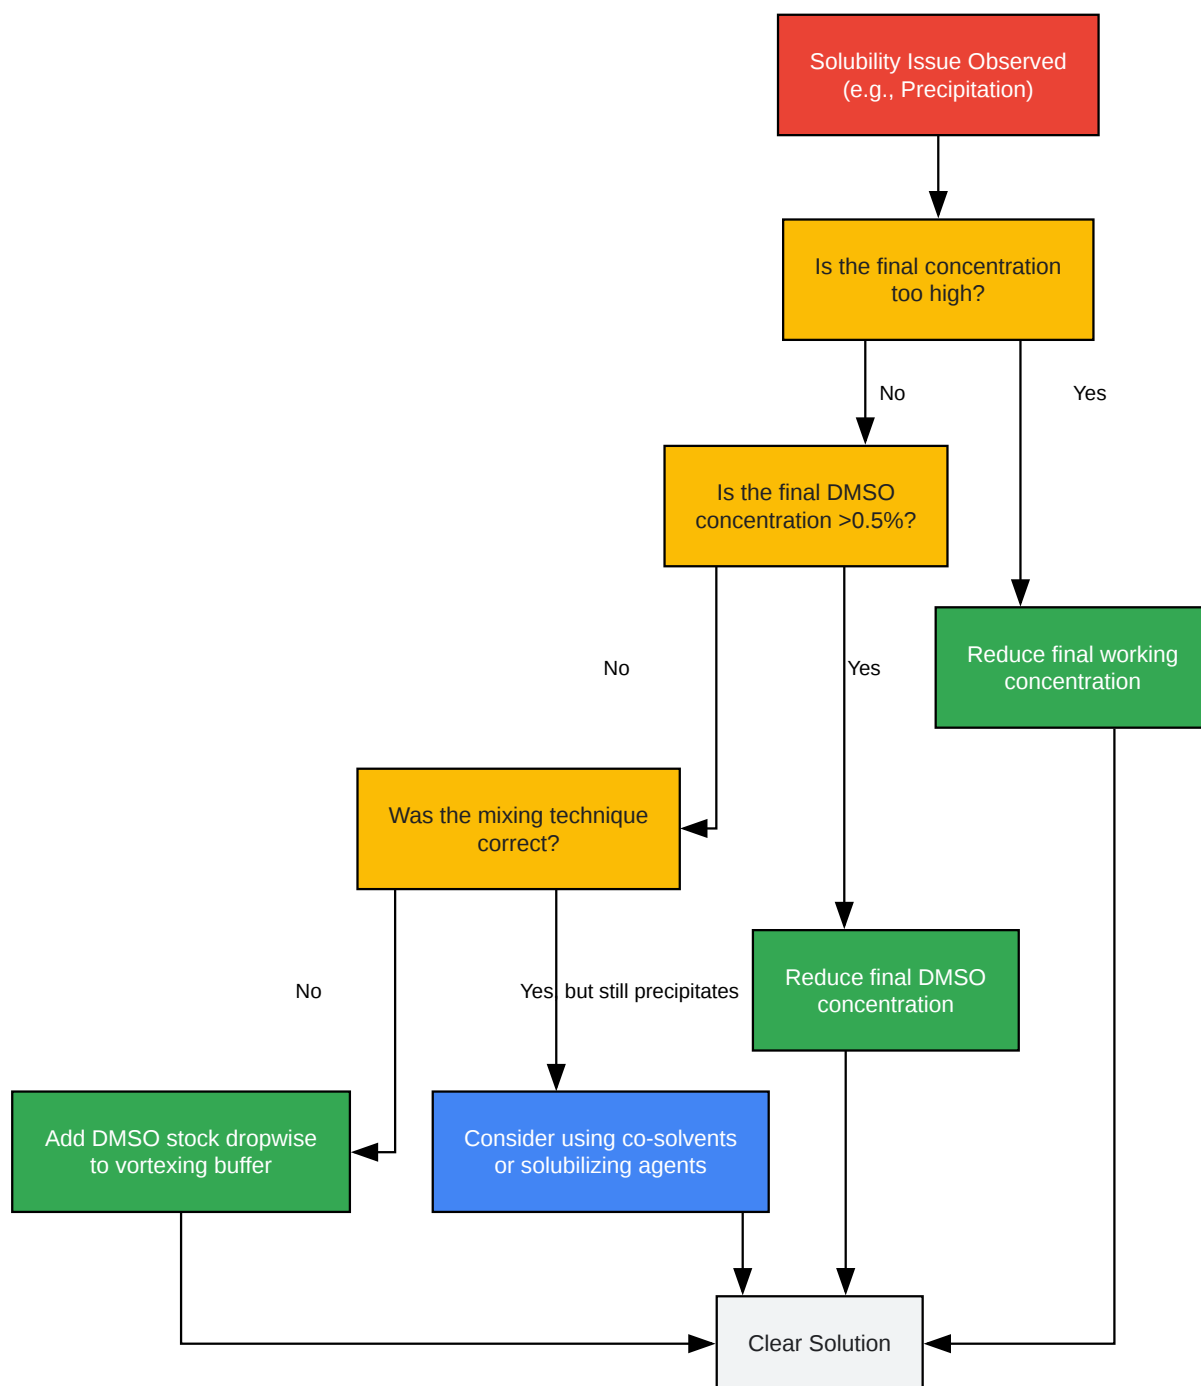 Solubility Issue Observed
(e.g., Precipitation)
Is the final concentration
too high?
No
Yes
Is the final DMSO
concentration >0.5%?
No
Yes
Reduce final working
concentration
Was the mixing technique
correct?
No
Yes, but still precipitates
Reduce final DMSO
concentration
Add DMSO stock dropwise
to vortexing buffer
Consider using co-solvents
or solubilizing agents
Clear Solution